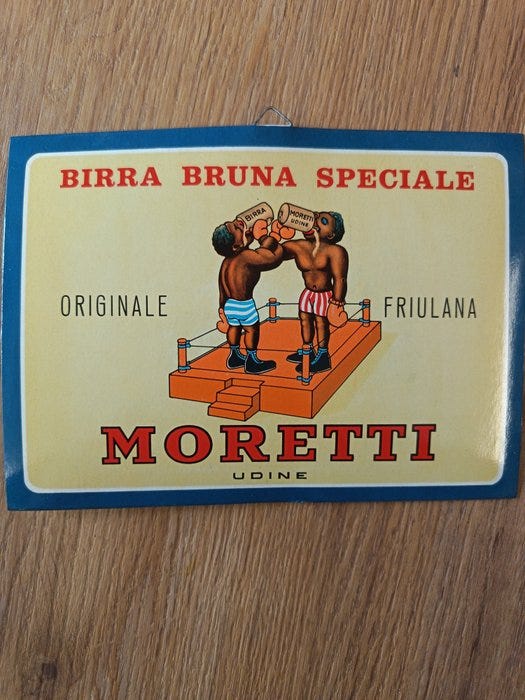 BIRRA BRUNA SPECIALE
BIRRA
MORETTI
UDINE
ORIGINALE
FRIULANA
MORETTI
UDINE